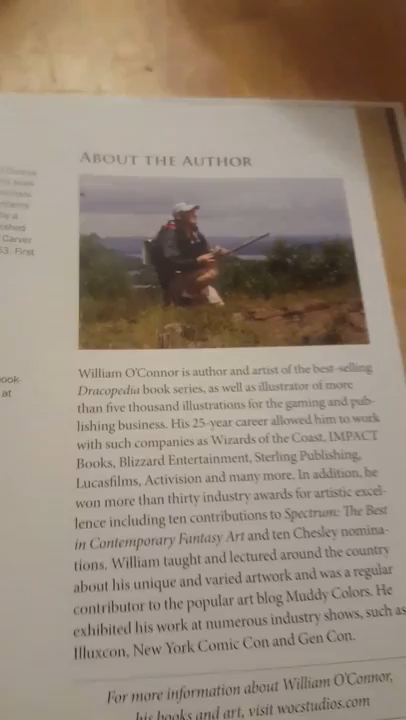 ABOUT THE AUTHOR
by a
Carver
53. First
ook-
at
William O'Connor is author and artist of the best-selling
Dracopedia book series, as well as illustrator of more
than five thousand illustrations for the gaming and pub-
lishing business. His 25-year career allowed him to work
with such companies as Wizards of the Coast, IMPACT
Books, Blizzard Entertainment, Sterling Publishing,
Lucasfilms, Activision and many more. In addition, he
won more than thirty industry awards for artistic excel-
lence including ten contributions to Spectrum: The Best
in Contemporary Fantasy Art and ten Chesley nomina-
tions. William taught and lectured around the country
about his unique and varied artwork and was a regular
contributor to the popular art blog Muddy Colors. He
exhibited his work at numerous industry shows, such as
Illuxcon, New York Comic Con and Gen Con.
For more information about William O'Connor,
his books and art, visit wocstudios.com